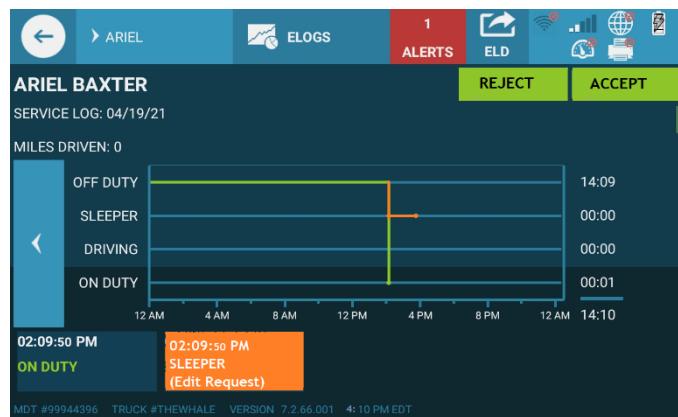 ARIEL
ELOGS
1
ALERTS
ELD
ARIEL BAXTER
REJECT
ACCEPT
SERVICE LOG: 04/19/21
MILES DRIVEN: 0
OFF DUTY 14:09
SLEEPER 00:00
DRIVING 00:00
ON DUTY 00:01
12 AM 4 AM 8 AM 12 PM 4 PM 8 PM 12 AM 14:10
02:09:50 PM
ON DUTY
02:09:50 PM
SLEEPER
(Edit Request)
MDT #99944396 TRUCK #THEWHALE VERSION 7.2.66.001 4:10 PM EDT